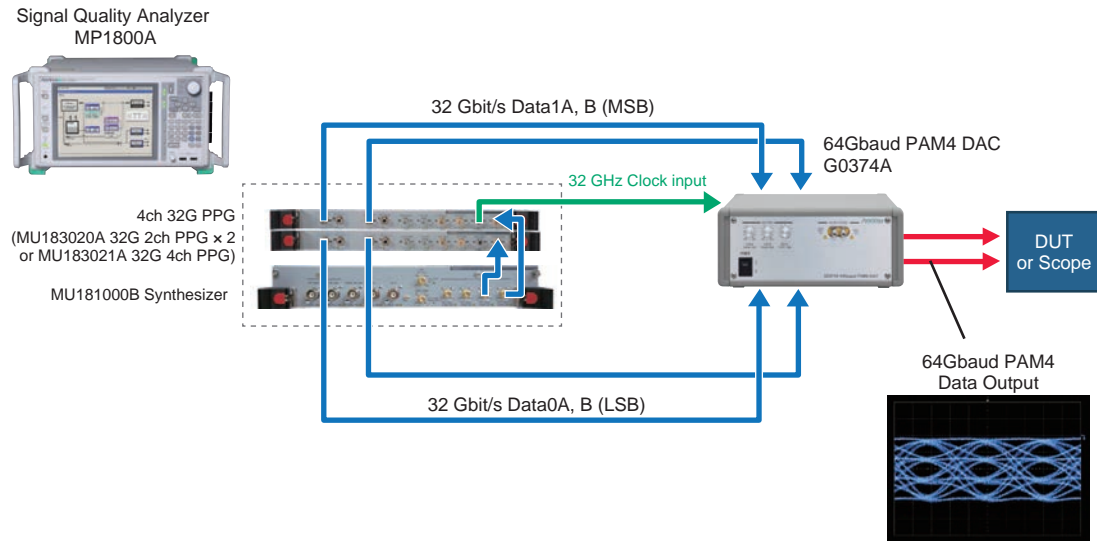 Signal Quality Analyzer
MP1800A
32 Gbit/s Data1A, B (MSB)
64Gbaud PAM4 DAC
G0374A
32 GHz Clock input
4ch 32G PPG
(MU183020A 32G 2ch PPG × 2
or MU183021A 32G 4ch PPG)
MU181000B Synthesizer
DUT
or Scope
64Gbaud PAM4
Data Output
32 Gbit/s Data0A, B (LSB)